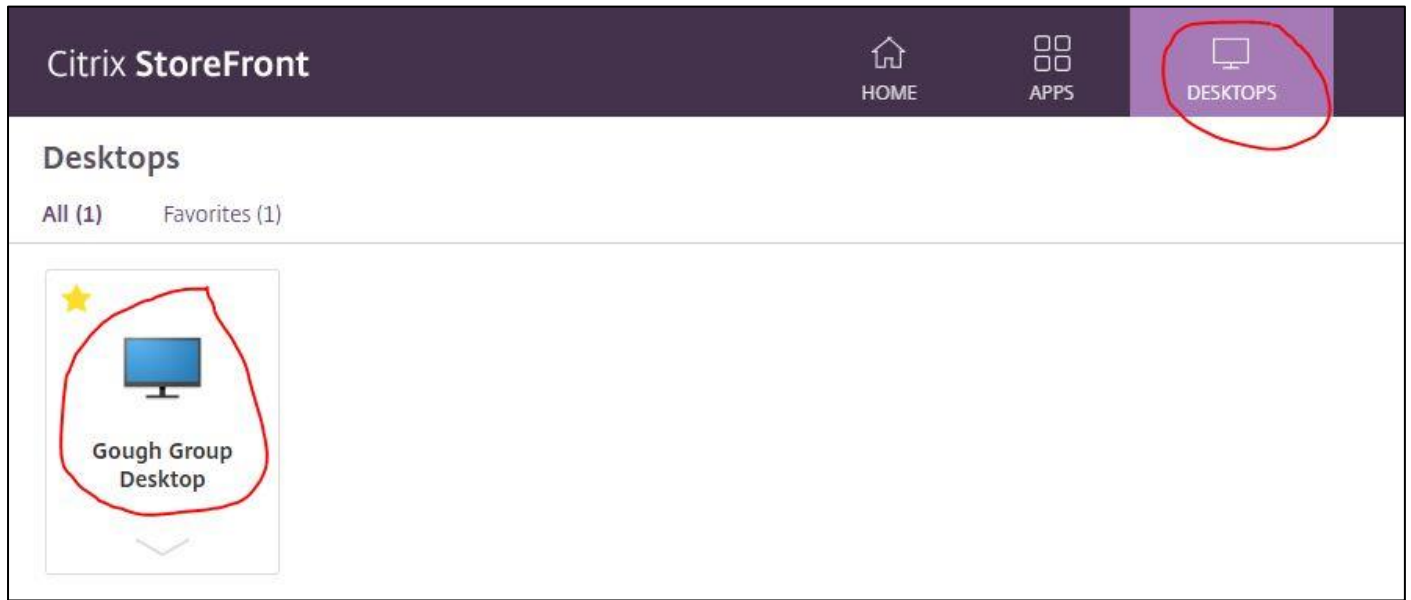 Citrix StoreFront
HOME
APPS
DESKTOPS
Desktops
All (1) Favorites (1)
Gough Group
Desktop